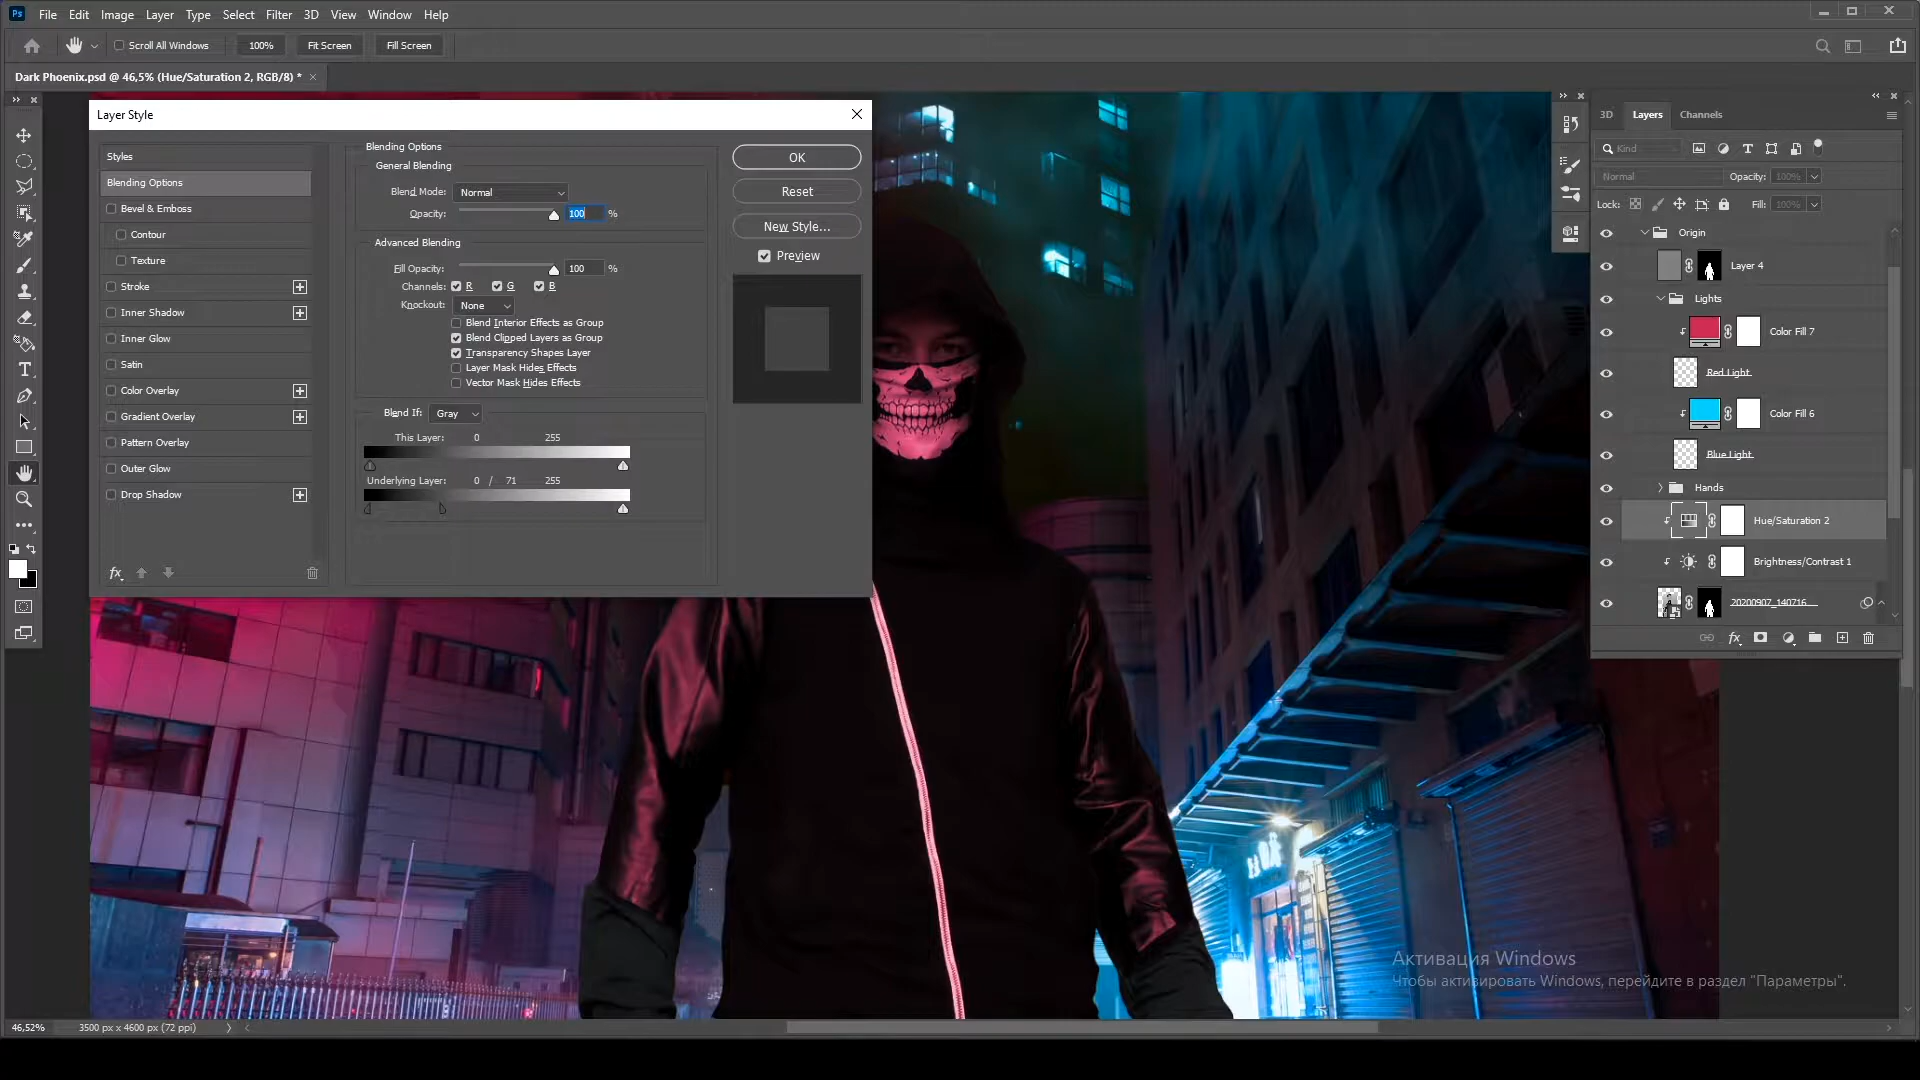 Ps File Edit Image Layer Type Select Filter 3D View Window Help
Scroll All Windows 100% Fit Screen Fill Screen
Dark Phoenix.psd @ 46,5% (Hue/Saturation 2, RGB/8) *
Layer Style
Styles
Blending Options
Bevel & Emboss
Contour
Texture
Stroke
Inner Shadow
Inner Glow
Satin
Color Overlay
Gradient Overlay
Pattern Overlay
Outer Glow
Drop Shadow
fx
Blending Options
General Blending
Blend Mode: Normal
Opacity: 100 %
Advanced Blending
Fill Opacity: 100 %
Channels: R G B
Knockout: None
Blend Interior Effects as Group
Blend Clipped Layers as Group
Transparency Shapes Layer
Layer Mask Hides Effects
Vector Mask Hides Effects
Blend If: Gray
This Layer: 0 255
Underlying Layer: 0 / 71 255
OK
Reset
New Style...
Preview
3D Layers Channels
Kind
Normal Opacity: 100%
Lock: Fill: 100%
Origin
Layer 4
Lights
Color Fill 7
Red Light
Color Fill 6
Blue Light
Hands
Hue/Saturation 2
Brightness/Contrast 1
20200907_140716...
fx
Активация Windows
Чтобы активировать Windows, перейдите в раздел "Параметры".
46,52% 3500 px x 4600 px (72 ppi)